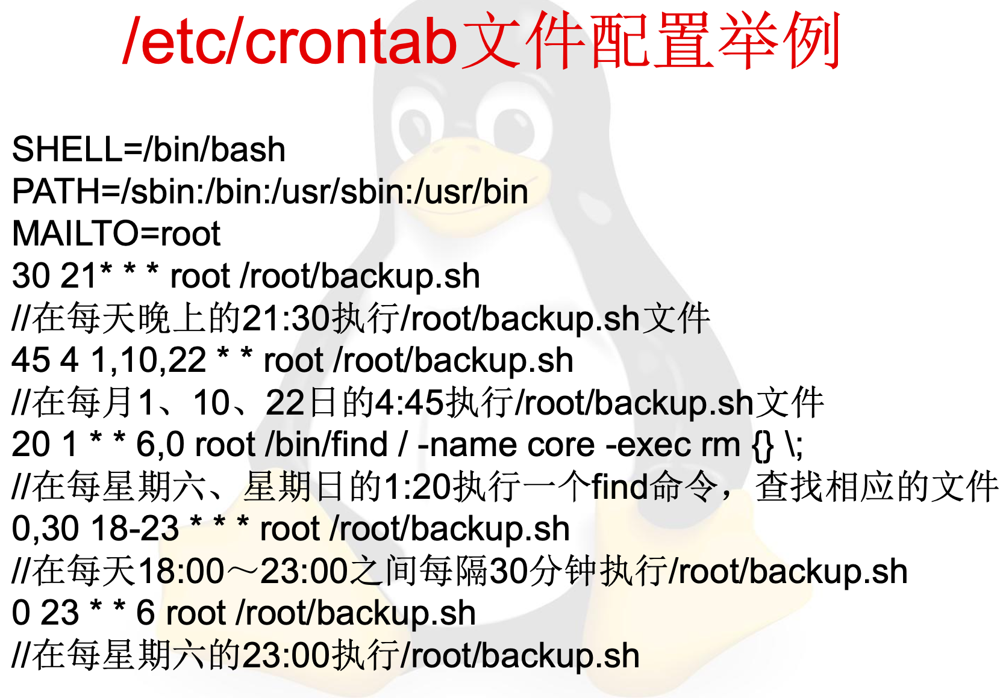 /etc/crontab文件配置举例
SHELL=/bin/bash
PATH=/sbin:/bin:/usr/sbin:/usr/bin
MAILTO=root
30 21* * * root /root/backup.sh
//在每天晚上的21:30执行/root/backup.sh文件
45 4 1,10,22 * * root /root/backup.sh
//在每月1、10、22日的4:45执行/root/backup.sh文件
20 1 * * 6,0 root /bin/find / -name core -exec rm {} \;
//在每星期六、星期日的1:20执行一个find命令，查找相应的文件
0,30 18-23 * * * root /root/backup.sh
//在每天18:00～23:00之间每隔30分钟执行/root/backup.sh
0 23 * * 6 root /root/backup.sh
//在每星期六的23:00执行/root/backup.sh